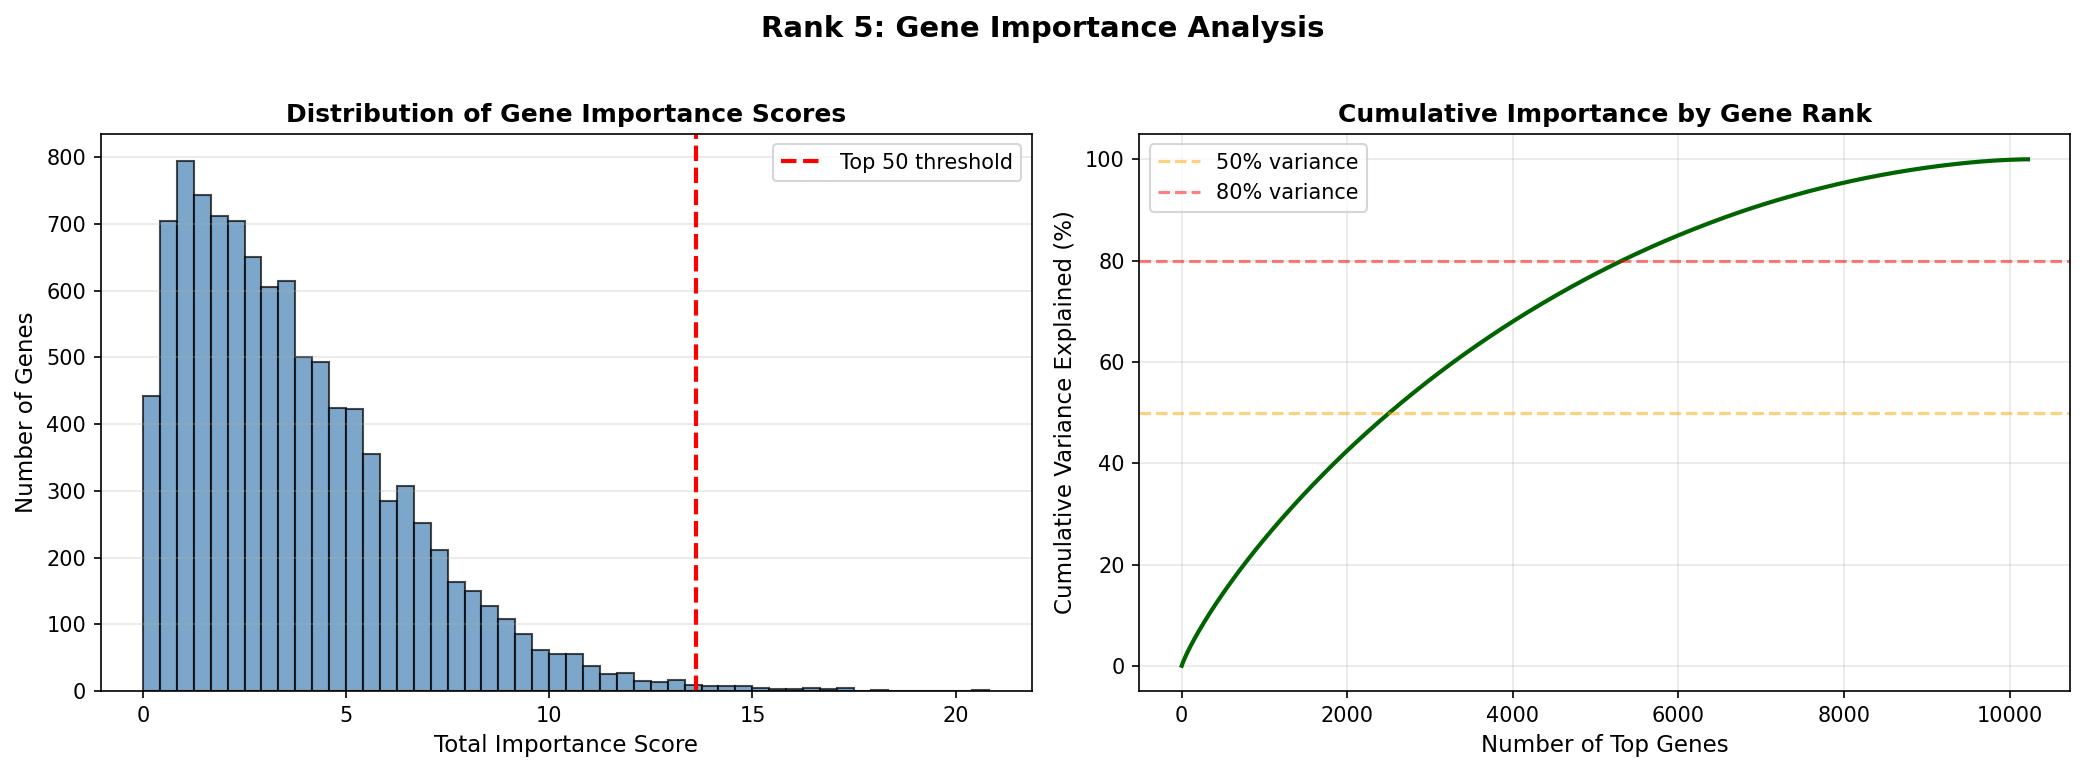 Rank 5: Gene Importance Analysis
Distribution of Gene Importance Scores
Number of Genes
800
700
600
500
400
300
200
100
0
Top 50 threshold
0 5 10 15 20
Total Importance Score
Cumulative Importance by Gene Rank
Cumulative Variance Explained (%)
100
80
60
40
20
0
50% variance
80% variance
0 2000 4000 6000 8000 10000
Number of Top Genes